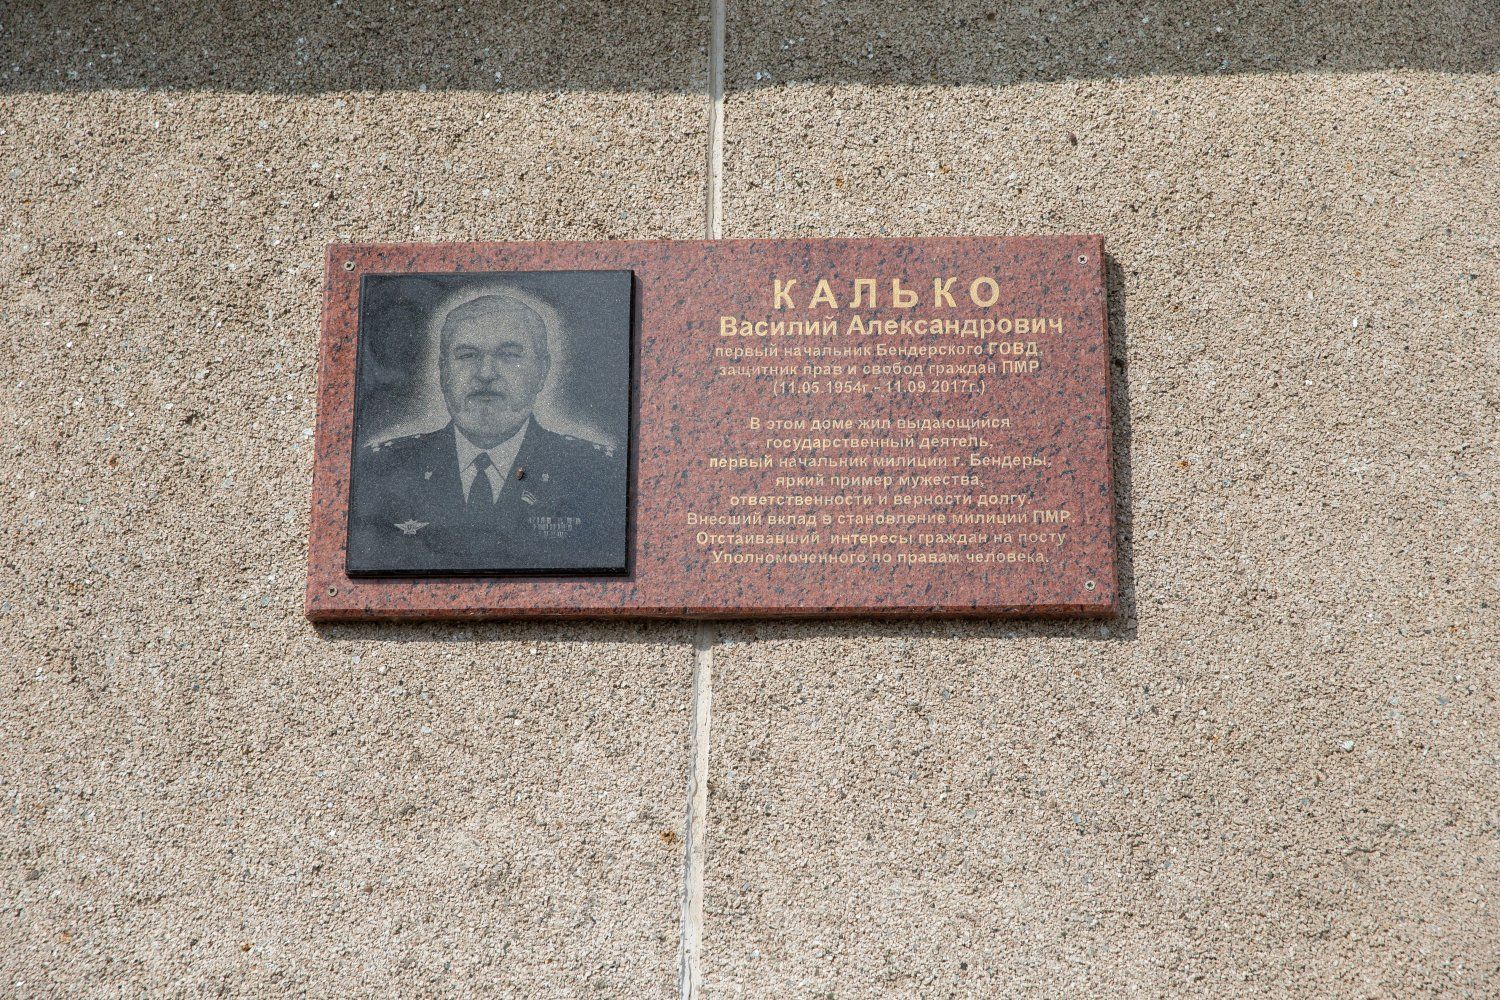 КАЛЬКО
Василий Александрович
первый начальник Бендерского ГОВД,
защитник прав и свобод граждан ПМР
(11.05.1954г.- 11.09.2017г.)
В этом доме жил выдающийся
государственный деятель,
первый начальник милиции г. Бендеры,
яркий пример мужества,
ответственности и верности долгу.
Внесший вклад в становление милиции ПМР.
Отстаивавший интересы граждан на посту
Уполномоченного по правам человека.